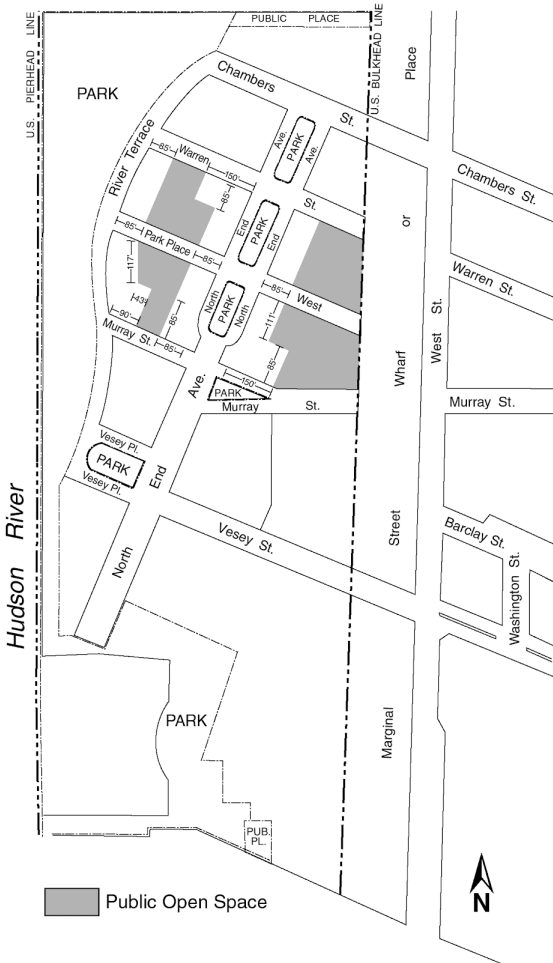 PUBLIC PLACE
U.S. PIERHEAD LINE
U.S. BULKHEAD LINE
PARK
Place
Chambers
St.
Ave.
PARK
Ave.
Chambers St.
River Terrace
85'
Warren
150'
St.
85'
End
PARK
End
or
Warren St.
85'
Park Place
85'
117'
43'
90'
85'
85'
Murray St.
North
PARK
North
85'
West
111'
85'
150'
PARK
Murray St.
Ave.
Wharf
West St.
Murray St.
Vesey Pl.
PARK
Vesey Pl.
End
North
Vesey St.
Street
Barclay St.
Washington St.
Hudson River
PARK
Marginal
PUB.
PL.
N
Public Open Space